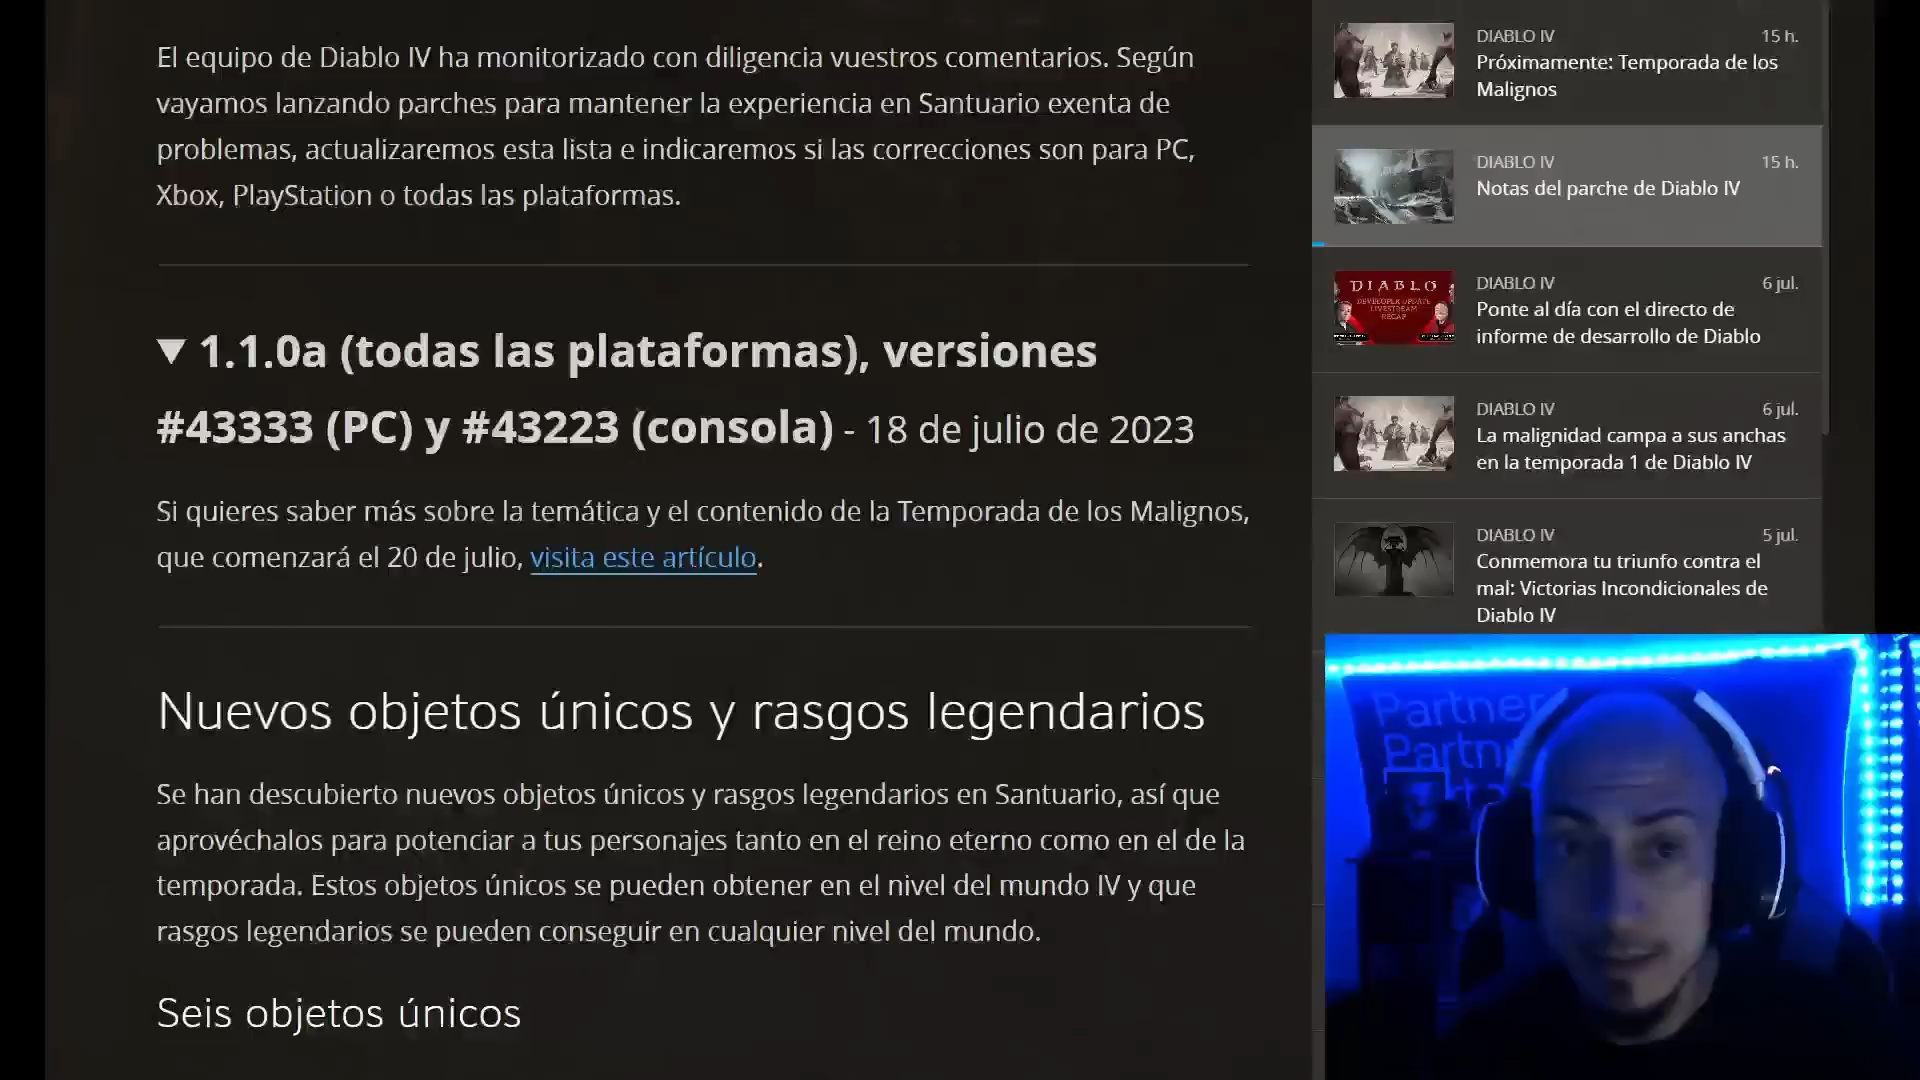 El equipo de Diablo IV ha monitorizado con diligencia vuestros comentarios. Según
vayamos lanzando parches para mantener la experiencia en Santuario exenta de
problemas, actualizaremos esta lista e indicaremos si las correcciones son para PC,
Xbox, PlayStation o todas las plataformas.
▼ 1.1.0a (todas las plataformas), versiones
#43333 (PC) y #43223 (consola) - 18 de julio de 2023
Si quieres saber más sobre la temática y el contenido de la Temporada de los Malignos,
que comenzará el 20 de julio, visita este artículo.
Nuevos objetos únicos y rasgos legendarios
Se han descubierto nuevos objetos únicos y rasgos legendarios en Santuario, así que
aprovéchalos para potenciar a tus personajes tanto en el reino eterno como en el de la
temporada. Estos objetos únicos se pueden obtener en el nivel del mundo IV y que
rasgos legendarios se pueden conseguir en cualquier nivel del mundo.
Seis objetos únicos
DIABLO IV 15 h.
Próximamente: Temporada de los
Malignos
DIABLO IV 15 h.
Notas del parche de Diablo IV
DIABLO
DEVELOPER UPDATE
LIVESTREAM
RECAP
DIABLO IV 6 jul.
Ponte al día con el directo de
informe de desarrollo de Diablo
DIABLO IV 6 jul.
La malignidad campa a sus anchas
en la temporada 1 de Diablo IV
DIABLO IV 5 jul.
Conmemora tu triunfo contra el
mal: Victorias Incondicionales de
Diablo IV
Partner